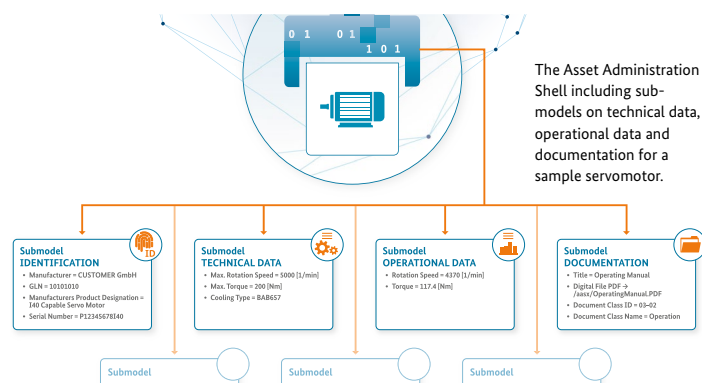 0 1 0 1
1 0 1
The Asset Administration
Shell including sub-
models on technical data,
operational data and
documentation for a
sample servomotor.
Submodel
IDENTIFICATION
ID
• Manufacturer = CUSTOMER GmbH
• GLN = 10101010
• Manufacturers Product Designation =
I40 Capable Servo Motor
• Serial Number = P12345678I40
Submodel
TECHNICAL DATA
• Max. Rotation Speed = 5000 [1/min]
• Max. Torque = 200 [Nm]
• Cooling Type = BAB657
Submodel
OPERATIONAL DATA
• Rotation Speed = 4370 [1/min]
• Torque = 117.4 [Nm]
Submodel
DOCUMENTATION
• Title = Operating Manual
• Digital File PDF →
/aasx/OperatingManual.PDF
• Document Class ID = 03–02
• Document Class Name = Operation
Submodel
Submodel
Submodel